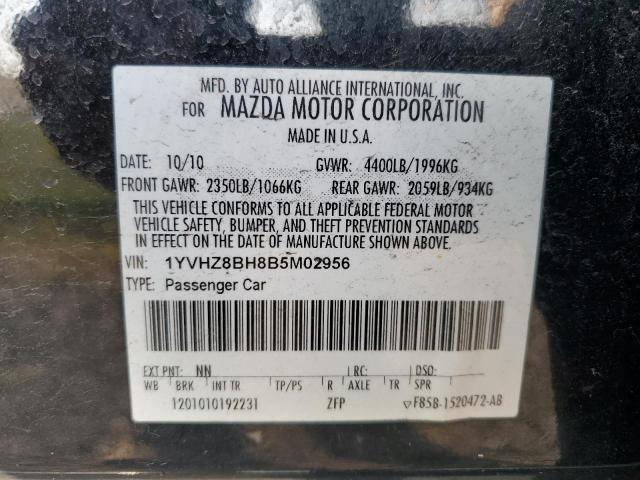 MFD. BY AUTO ALLIANCE INTERNATIONAL, INC.
FOR MAZDA MOTOR CORPORATION
MADE IN U.S.A.
DATE: 10/10 GVWR: 4400LB/1996KG
FRONT GAWR: 2350LB/1066KG REAR GAWR: 2059LB/934KG
THIS VEHICLE CONFORMS TO ALL APPLICABLE FEDERAL MOTOR
VEHICLE SAFETY, BUMPER, AND THEFT PREVENTION STANDARDS
IN EFFECT ON THE DATE OF MANUFACTURE SHOWN ABOVE.
VIN: 1YVHZ8BH8B5M02956
TYPE: Passenger Car
EXT PNT: NN RC: DSO:
WB BRK INT TR TP/PS R AXLE TR SPR
1201010192231 ZFP ▽F85B-1520472-AB